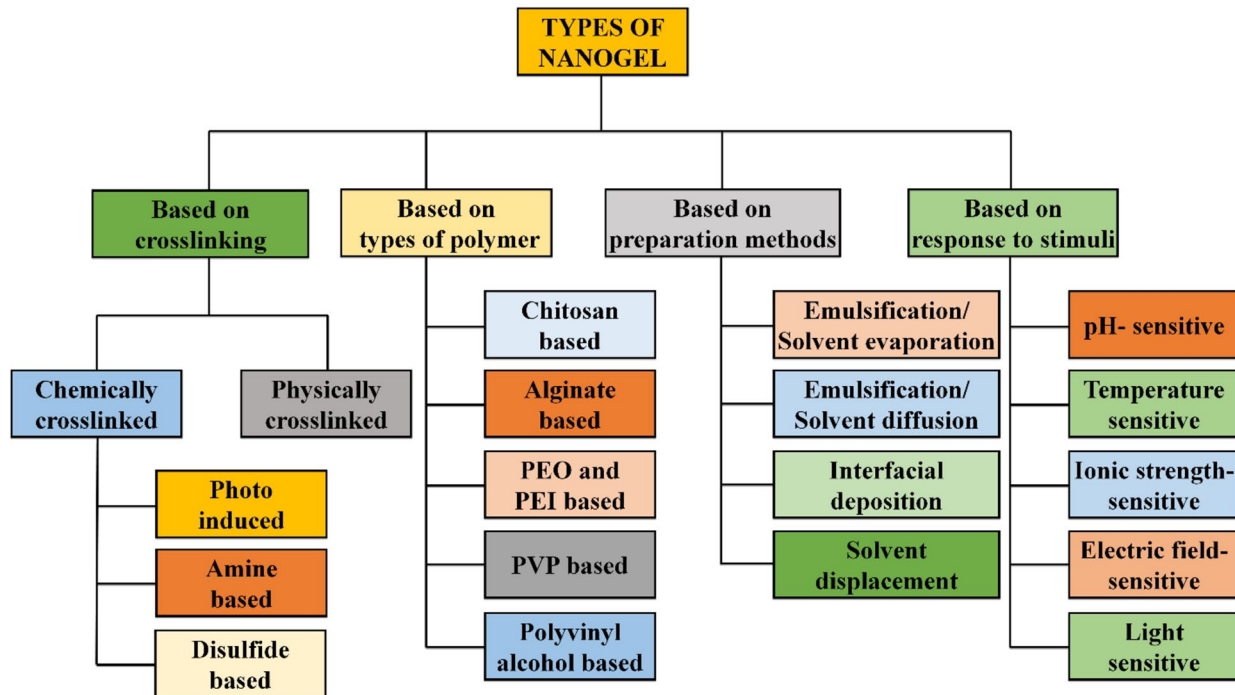 TYPES OF
NANOGEL
Based on
crosslinking
Based on
types of polymer
Based on
preparation methods
Based on
response to stimuli
Chemically
crosslinked
Physically
crosslinked
Photo
induced
Amine
based
Disulfide
based
Chitosan
based
Alginate
based
PEO and
PEI based
PVP based
Polyvinyl
alcohol based
Emulsification/
Solvent evaporation
Emulsification/
Solvent diffusion
Interfacial
deposition
Solvent
displacement
pH- sensitive
Temperature
sensitive
Ionic strength-
sensitive
Electric field-
sensitive
Light
sensitive